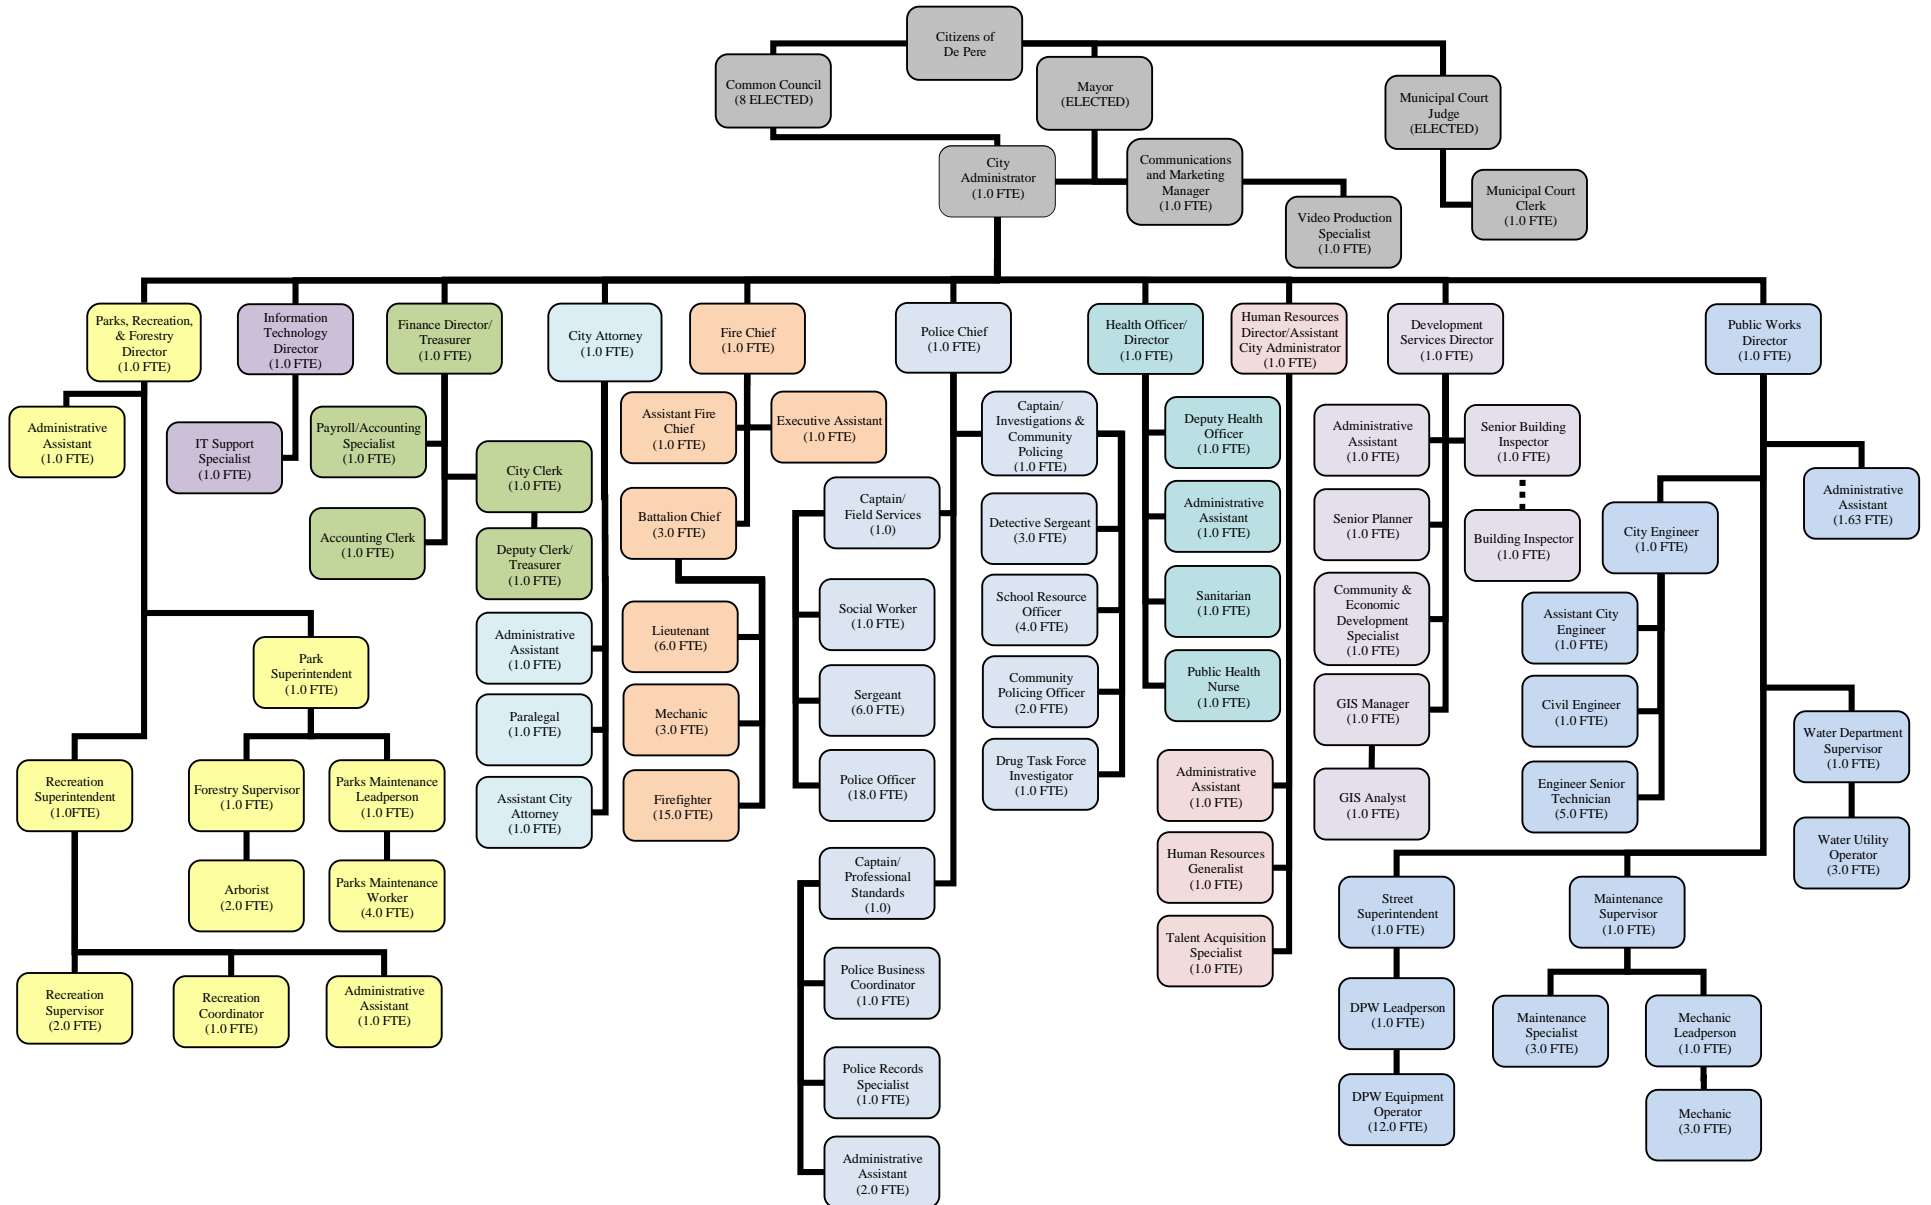 Citizens of
De Pere
Common Council
(8 ELECTED)
Mayor
(ELECTED)
Municipal Court
Judge
(ELECTED)
City
Administrator
(1.0 FTE)
Communications
and Marketing
Manager
(1.0 FTE)
Municipal Court
Clerk
(1.0 FTE)
Video Production
Specialist
(1.0 FTE)
Parks, Recreation,
& Forestry
Director
(1.0 FTE)
Information
Technology
Director
(1.0 FTE)
Finance Director/
Treasurer
(1.0 FTE)
City Attorney
(1.0 FTE)
Fire Chief
(1.0 FTE)
Police Chief
(1.0 FTE)
Health Officer/
Director
(1.0 FTE)
Human Resources
Director/Assistant
City Administrator
(1.0 FTE)
Development
Services Director
(1.0 FTE)
Public Works
Director
(1.0 FTE)
Administrative
Assistant
(1.0 FTE)
IT Support
Specialist
(1.0 FTE)
Payroll/Accounting
Specialist
(1.0 FTE)
City Clerk
(1.0 FTE)
Accounting Clerk
(1.0 FTE)
Deputy Clerk/
Treasurer
(1.0 FTE)
Administrative
Assistant
(1.0 FTE)
Paralegal
(1.0 FTE)
Assistant City
Attorney
(1.0 FTE)
Assistant Fire
Chief
(1.0 FTE)
Executive Assistant
(1.0 FTE)
Battalion Chief
(3.0 FTE)
Lieutenant
(6.0 FTE)
Mechanic
(3.0 FTE)
Firefighter
(15.0 FTE)
Captain/
Investigations &
Community
Policing
(1.0 FTE)
Captain/
Field Services
(1.0)
Detective Sergeant
(3.0 FTE)
Social Worker
(1.0 FTE)
School Resource
Officer
(4.0 FTE)
Sergeant
(6.0 FTE)
Community
Policing Officer
(2.0 FTE)
Police Officer
(18.0 FTE)
Drug Task Force
Investigator
(1.0 FTE)
Captain/
Professional
Standards
(1.0)
Police Business
Coordinator
(1.0 FTE)
Police Records
Specialist
(1.0 FTE)
Administrative
Assistant
(2.0 FTE)
Deputy Health
Officer
(1.0 FTE)
Administrative
Assistant
(1.0 FTE)
Sanitarian
(1.0 FTE)
Public Health
Nurse
(1.0 FTE)
Administrative
Assistant
(1.0 FTE)
Human Resources
Generalist
(1.0 FTE)
Talent Acquisition
Specialist
(1.0 FTE)
Administrative
Assistant
(1.0 FTE)
Senior Building
Inspector
(1.0 FTE)
Senior Planner
(1.0 FTE)
Building Inspector
(1.0 FTE)
Community &
Economic
Development
Specialist
(1.0 FTE)
GIS Manager
(1.0 FTE)
GIS Analyst
(1.0 FTE)
Administrative
Assistant
(1.63 FTE)
City Engineer
(1.0 FTE)
Assistant City
Engineer
(1.0 FTE)
Civil Engineer
(1.0 FTE)
Engineer Senior
Technician
(5.0 FTE)
Water Department
Supervisor
(1.0 FTE)
Water Utility
Operator
(3.0 FTE)
Street
Superintendent
(1.0 FTE)
Maintenance
Supervisor
(1.0 FTE)
DPW Leadperson
(1.0 FTE)
Maintenance
Specialist
(3.0 FTE)
Mechanic
Leadperson
(1.0 FTE)
DPW Equipment
Operator
(12.0 FTE)
Mechanic
(3.0 FTE)
Park
Superintendent
(1.0 FTE)
Recreation
Superintendent
(1.0FTE)
Forestry Supervisor
(1.0 FTE)
Parks Maintenance
Leadperson
(1.0 FTE)
Arborist
(2.0 FTE)
Parks Maintenance
Worker
(4.0 FTE)
Recreation
Supervisor
(2.0 FTE)
Recreation
Coordinator
(1.0 FTE)
Administrative
Assistant
(1.0 FTE)